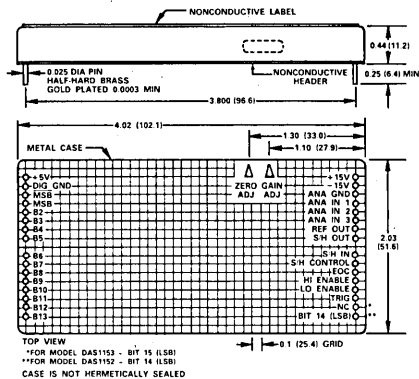 NONCONDUCTIVE LABEL
0.44 (11.2)
0.025 DIA PIN
HALF-HARD BRASS
GOLD PLATED 0.0003 MIN
NONCONDUCTIVE
HEADER
0.25 (6.4) MIN
3.800 (96.6)
4.02 (102.1)
METAL CASE
1.30 (33.0)
1.10 (27.9)
+5V
DIG GND
MSB
MSB
B2
B3
B4
B5
B6
B7
B8
B9
B10
B11
B12
B13
ZERO ADJ
GAIN ADJ
+15V
-15V
ANA GND
ANA IN 1
ANA IN 2
ANA IN 3
REF OUT
S/H OUT
S/H IN
S/H CONTROL
EOC
HI ENABLE
LO ENABLE
TRIG
NC *
BIT 14 (LSB) **
2.03
(51.6)
TOP VIEW
0.1 (25.4) GRID
*FOR MODEL DAS1153 - BIT 15 (LSB)
**FOR MODEL DAS1152 - BIT 14 (LSB)
CASE IS NOT HERMETICALLY SEALED